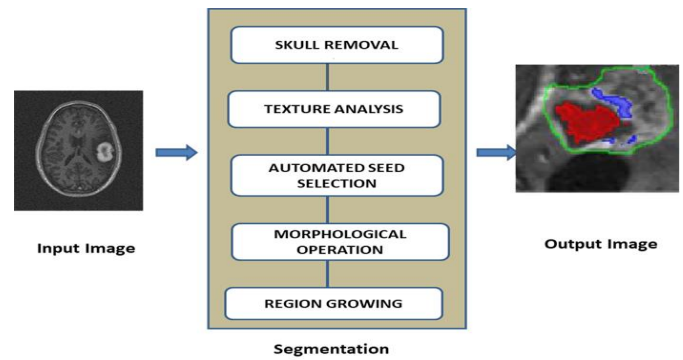 SKULL REMOVAL
TEXTURE ANALYSIS
AUTOMATED SEED
SELECTION
MORPHOLOGICAL
OPERATION
REGION GROWING
Input Image
Output Image
Segmentation